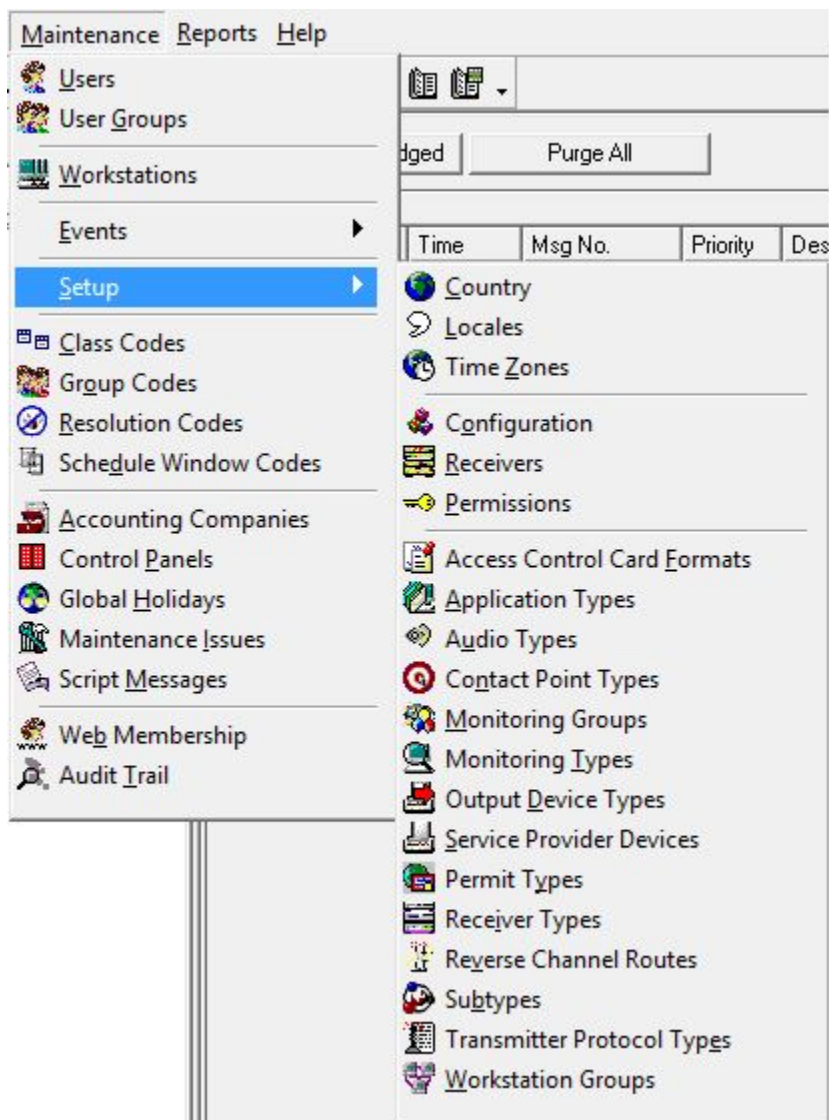 Maintenance Reports Help
Users
User Groups
Workstations
Events
Setup
Class Codes
Group Codes
Resolution Codes
Schedule Window Codes
Accounting Companies
Control Panels
Global Holidays
Maintenance Issues
Script Messages
Web Membership
Audit Trail
dged Purge All
Time Msg No. Priority Des
Country
Locales
Time Zones
Configuration
Receivers
Permissions
Access Control Card Formats
Application Types
Audio Types
Contact Point Types
Monitoring Groups
Monitoring Types
Output Device Types
Service Provider Devices
Permit Types
Receiver Types
Reverse Channel Routes
Subtypes
Transmitter Protocol Types
Workstation Groups